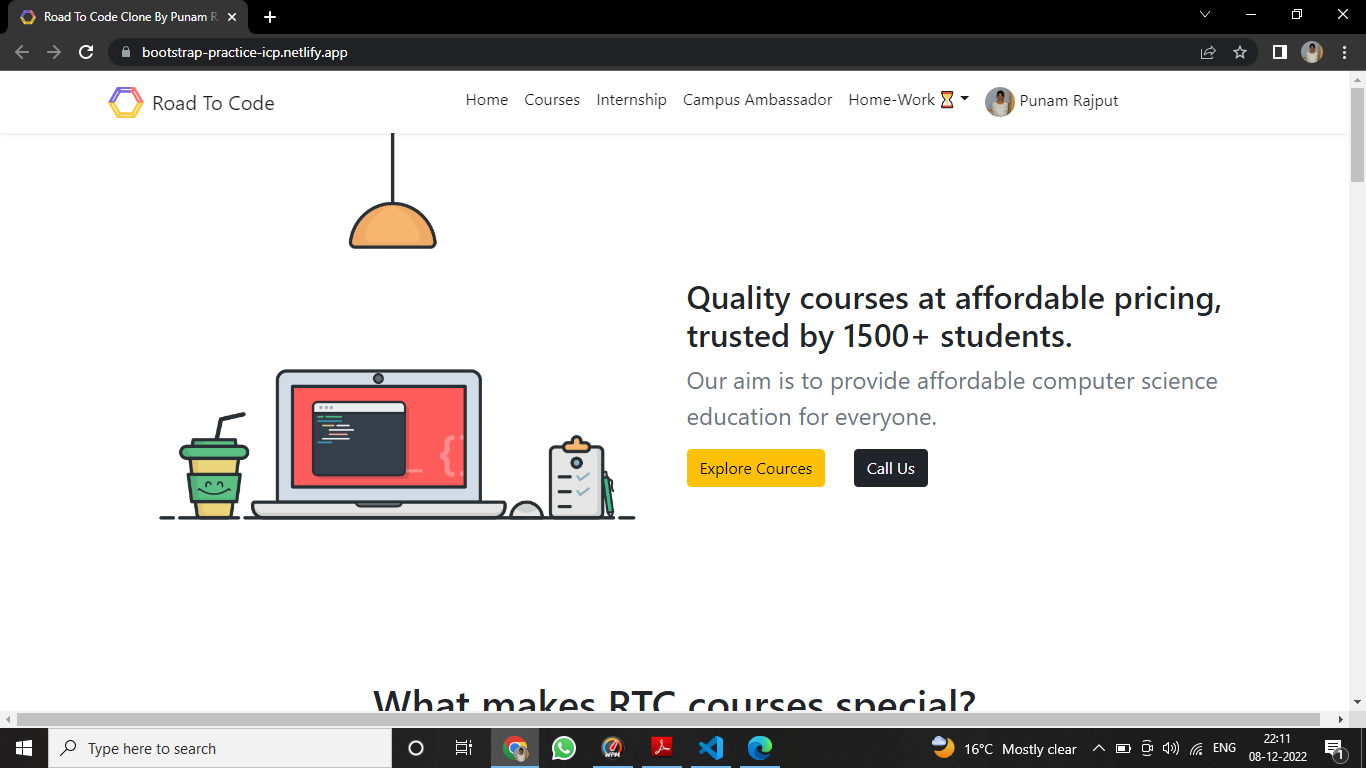 Road To Code Clone By Punam R
bootstrap-practice-icp.netlify.app
Road To Code
Home Courses Internship Campus Ambassador Home-Work ⏳ Punam Rajput
Quality courses at affordable pricing,
trusted by 1500+ students.
Our aim is to provide affordable computer science
education for everyone.
Explore Cources Call Us
_ {
What makes RTC courses special?
Type here to search
WPM
16°C Mostly clear
ENG
22:11
08-12-2022
1